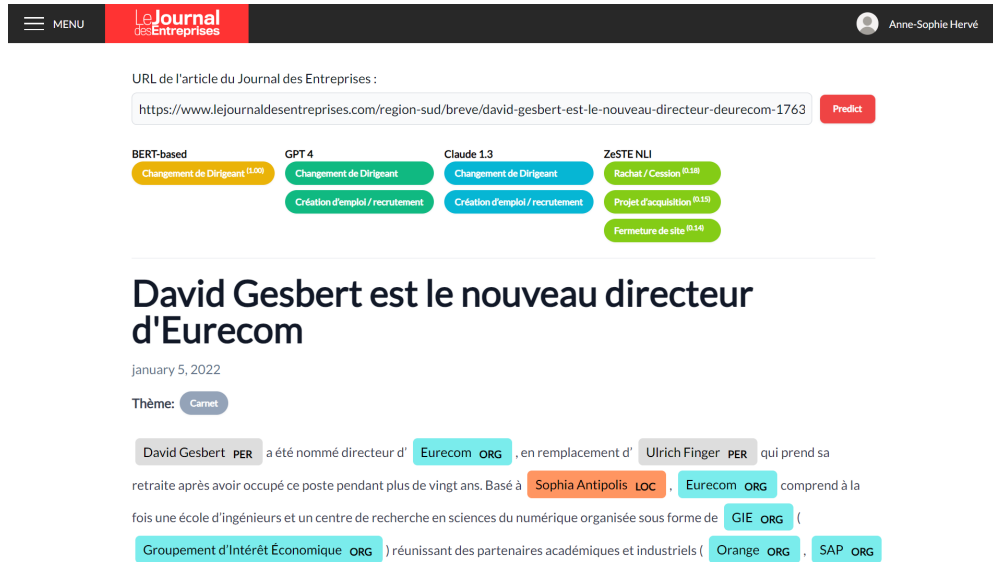 MENU
Le Journal
des Entreprises
Anne-Sophie Hervé
URL de l'article du Journal des Entreprises :
https://www.lejournaldesentreprises.com/region-sud/breve/david-gesbert-est-le-nouveau-directeur-deurecom-1763
Predict
BERT-based
Changement de Dirigeant (1.00)
GPT 4
Changement de Dirigeant
Création d'emploi / recrutement
Claude 1.3
Changement de Dirigeant
Création d'emploi / recrutement
ZeSTE NLI
Rachat / Cession (0.18)
Projet d'acquisition (0.15)
Fermeture de site (0.14)
David Gesbert est le nouveau directeur
d'Eurecom
january 5, 2022
Thème: Carnet
David Gesbert PER a été nommé directeur d' Eurecom ORG , en remplacement d' Ulrich Finger PER qui prend sa
retraite après avoir occupé ce poste pendant plus de vingt ans. Basé à Sophia Antipolis LOC , Eurecom ORG comprend à la
fois une école d'ingénieurs et un centre de recherche en sciences du numérique organisée sous forme de GIE ORG (
Groupement d'Intérêt Économique ORG ) réunissant des partenaires académiques et industriels ( Orange ORG , SAP ORG